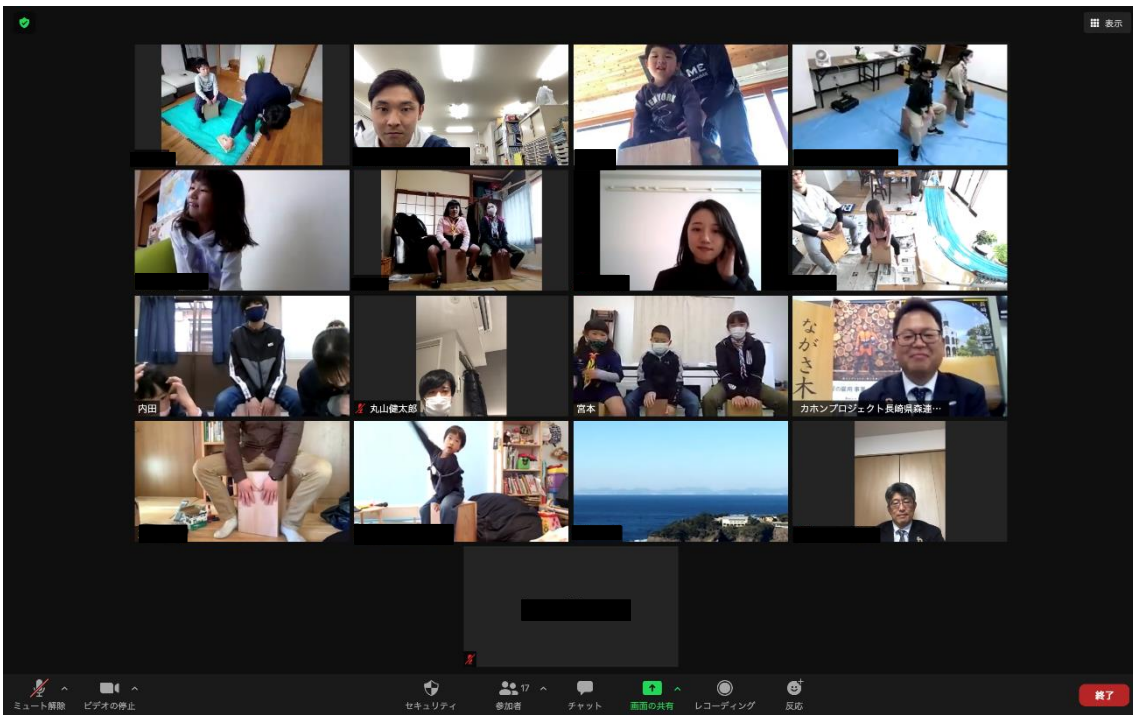 表示
YORK
ME
内田
丸山健太郎
宮本
ながさ木
カホンプロジェクト長崎県森連…
ミュート解除
ビデオの停止
セキュリティ
参加者
17
チャット
画面の共有
レコーディング
反応
終了